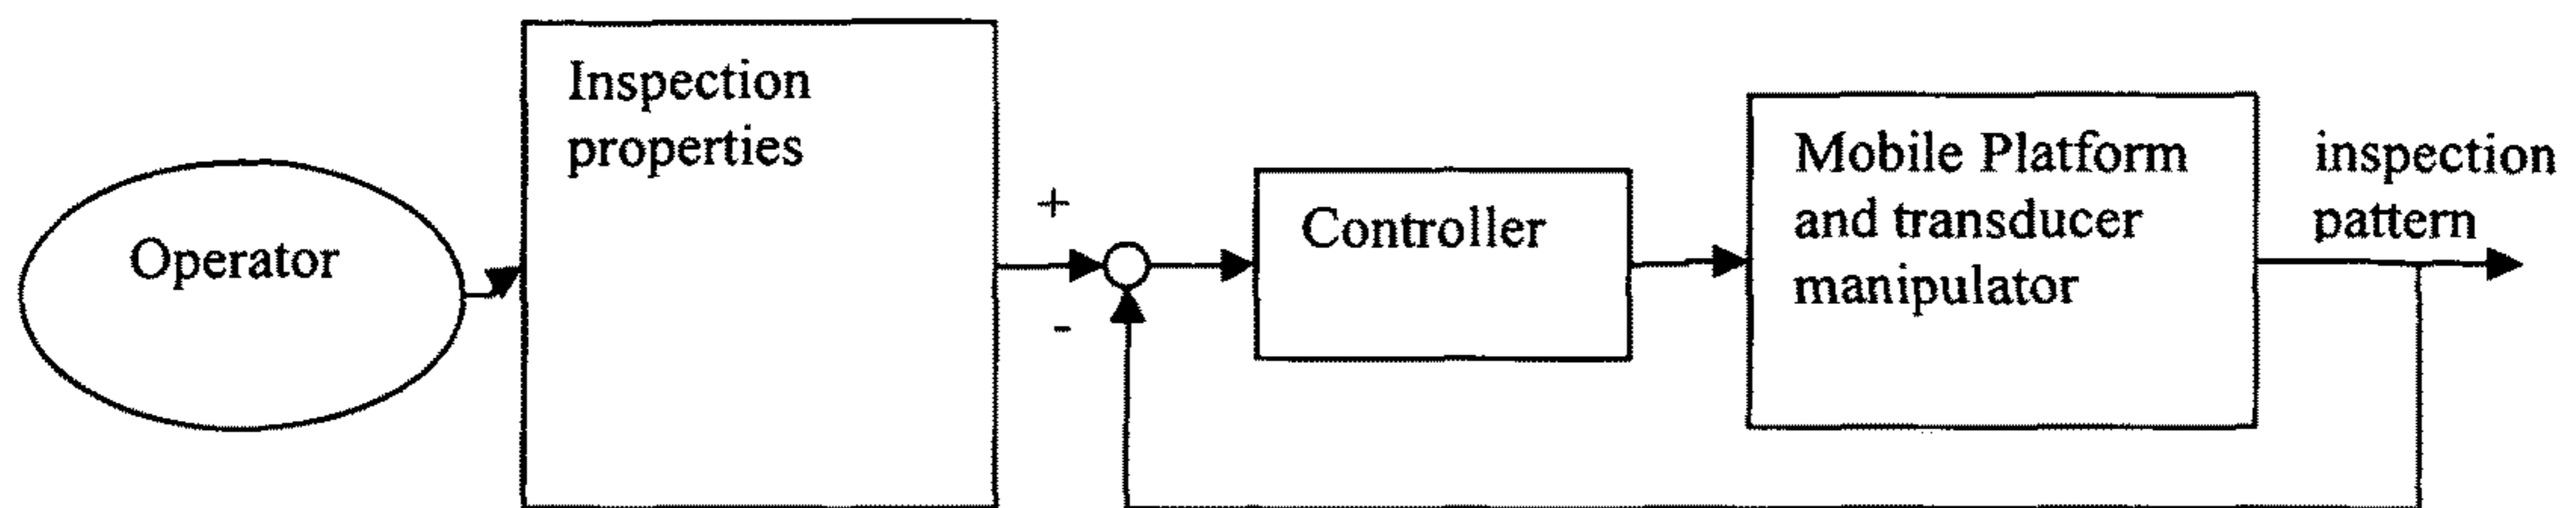 Operator
Inspection
properties
+
-
Controller
Mobile Platform
and transducer
manipulator
inspection
pattern